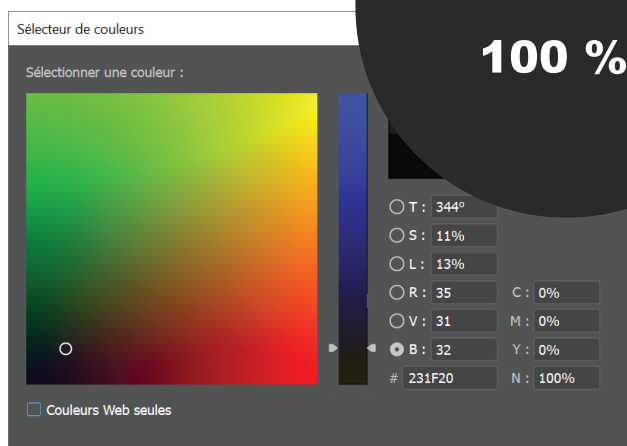 Sélecteur de couleurs
100 %
Sélectionner une couleur :
T : 344°
S : 11%
L : 13%
R : 35 C : 0%
V : 31 M : 0%
B : 32 Y : 0%
# 231F20 N : 100%
Couleurs Web seules